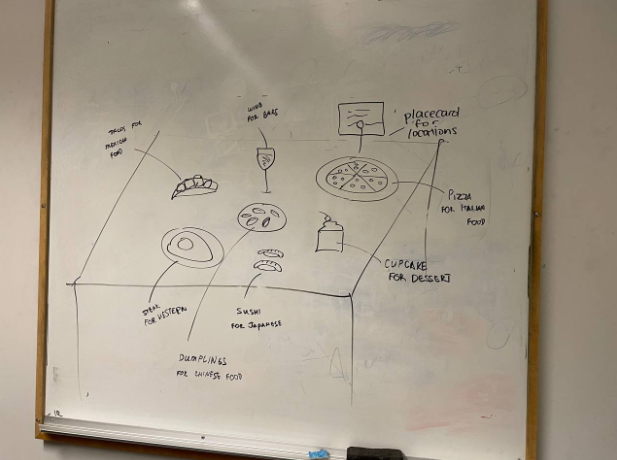 TACOS FOR
MEXICAN
FOOD
WINE
FOR BARS
placecard
for
locations
PIZZA
FOR ITALIAN
FOOD
CUPCAKE
FOR DESSERT
STEAK
FOR WESTERN
SUSHI
FOR JAPANESE
DUMPLINGS
FOR CHINESE FOOD